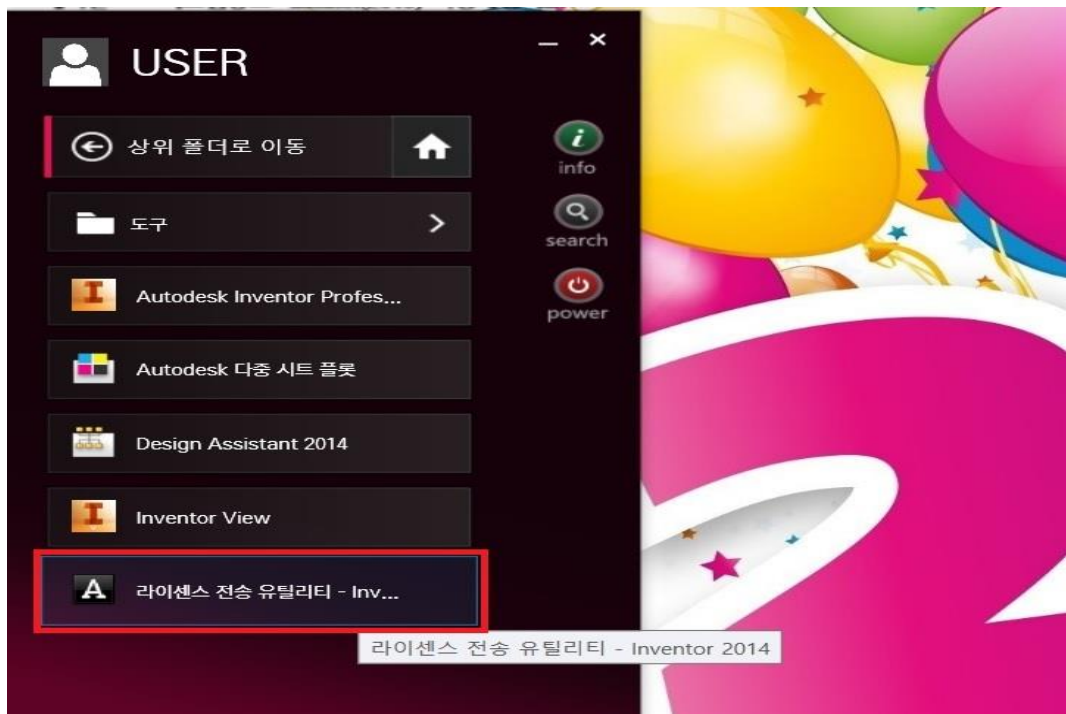 USER
상위 폴더로 이동
info
도구
search
Autodesk Inventor Profes...
power
Autodesk 다중 시트 플롯
Design Assistant 2014
Inventor View
라이센스 전송 유틸리티 - Inv...
라이센스 전송 유틸리티 - Inventor 2014